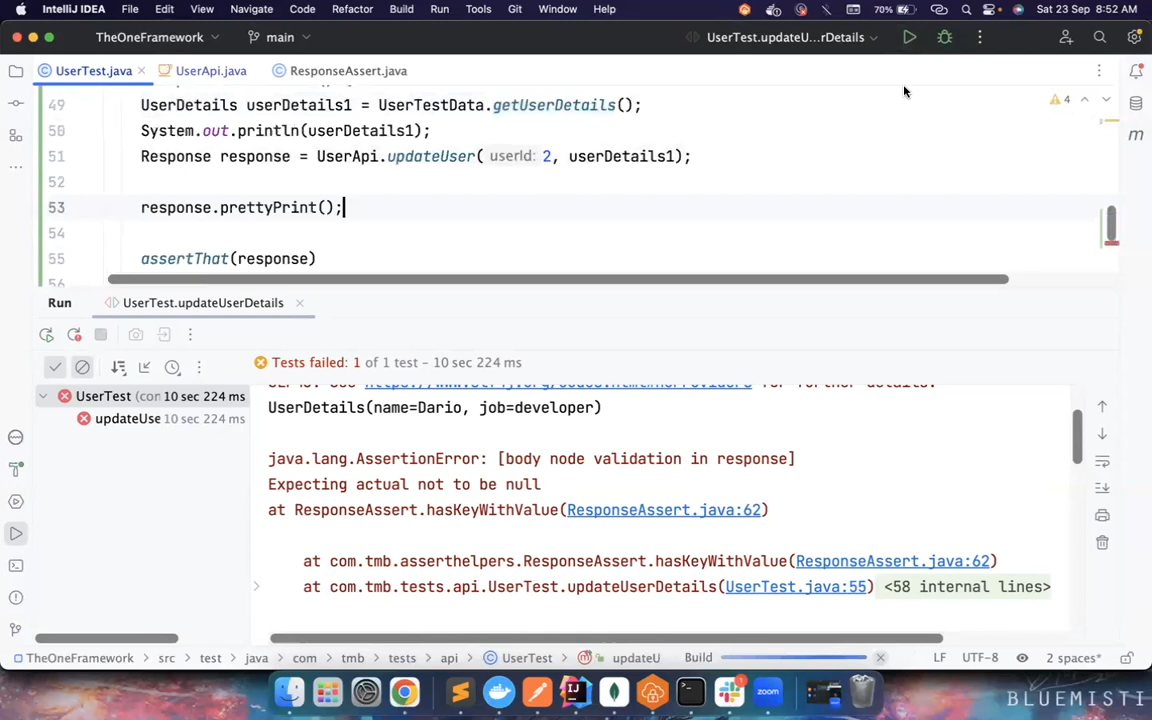 IntelliJ IDEA File Edit View Navigate Code Refactor Build Run Tools Git Window Help 70% Sat 23 Sep 8:52 AM
TheOneFramework main UserTest.updateU...rDetails
UserTest.java UserApi.java ResponseAssert.java
49 UserDetails userDetails1 = UserTestData.getUserDetails(); 4
50 System.out.println(userDetails1);
51 Response response = UserApi.updateUser( userId: 2, userDetails1);
52
53 response.prettyPrint();
54
55 assertThat(response)
56
Run UserTest.updateUserDetails
Tests failed: 1 of 1 test – 10 sec 224 ms
UserTest (con 10 sec 224 ms
for further details.
UserDetails(name=Dario, job=developer)
updateUse 10 sec 224 ms
java.lang.AssertionError: [body node validation in response]
Expecting actual not to be null
at ResponseAssert.hasKeyWithValue(ResponseAssert.java:62)
at com.tmb.asserthelpers.ResponseAssert.hasKeyWithValue(ResponseAssert.java:62)
at com.tmb.tests.api.UserTest.updateUserDetails(UserTest.java:55) <58 internal lines>
TheOneFramework > src > test > java > com > tmb > tests > api > UserTest > updateU Build LF UTF-8 2 spaces*
zoom
BLUEMISTI